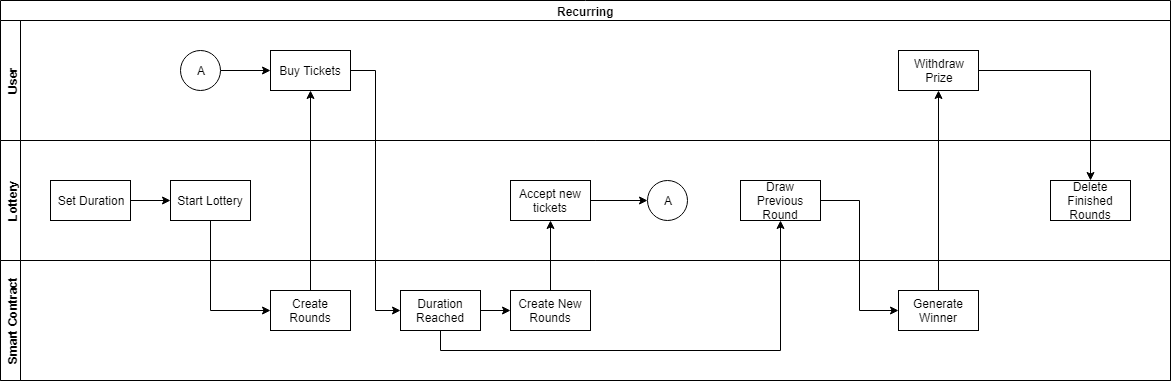 Recurring
User
A
Buy Tickets
Withdraw
Prize
Lottery
Set Duration
Start Lottery
Accept new
tickets
A
Draw
Previous
Round
Delete
Finished
Rounds
Smart Contract
Create
Rounds
Duration
Reached
Create New
Rounds
Generate
Winner